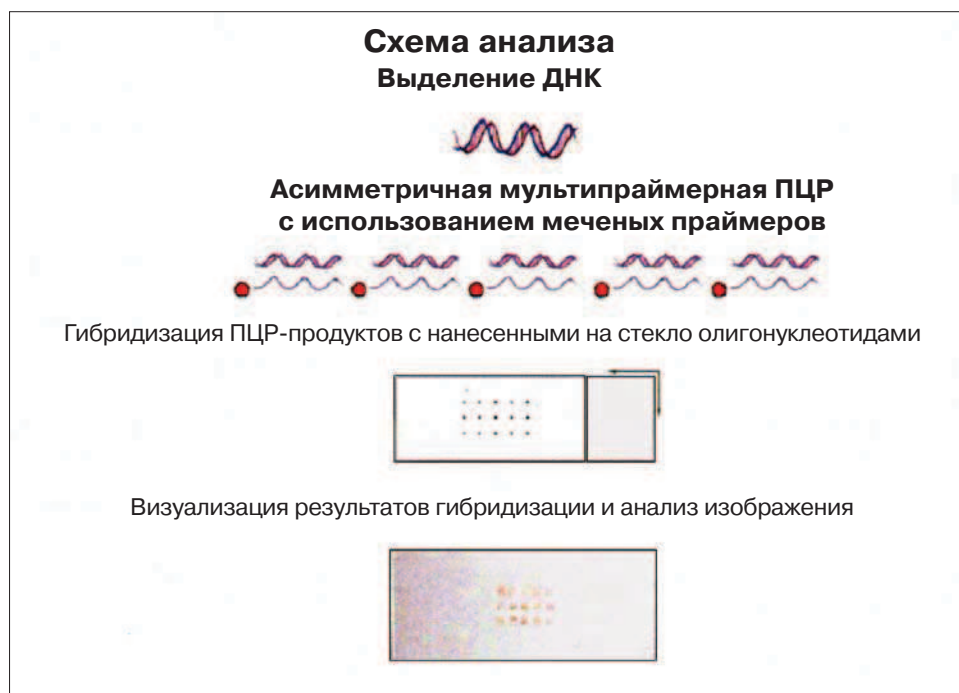 Схема анализа
Выделение ДНК
Асимметричная мультипраймерная ПЦР
с использованием меченых праймеров
Гибридизация ПЦР-продуктов с нанесенными на стекло олигонуклеотидами
Визуализация результатов гибридизации и анализ изображения